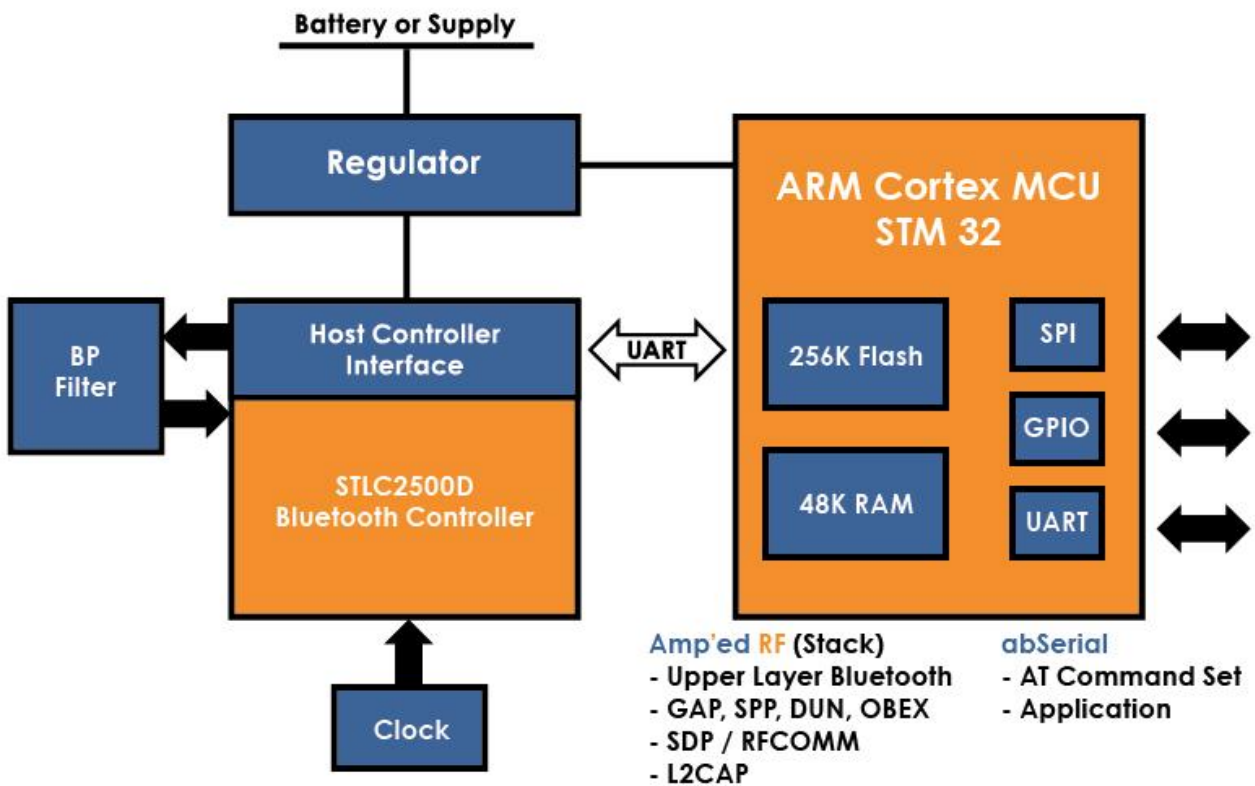 Battery or Supply
Regulator
ARM Cortex MCU
STM 32
BP
Filter
Host Controller
Interface
UART
256K Flash
SPI
GPIO
48K RAM
UART
STLC2500D
Bluetooth Controller
Clock
Amp'ed RF (Stack)
- Upper Layer Bluetooth
- GAP, SPP, DUN, OBEX
- SDP / RFCOMM
- L2CAP
abSerial
- AT Command Set
- Application